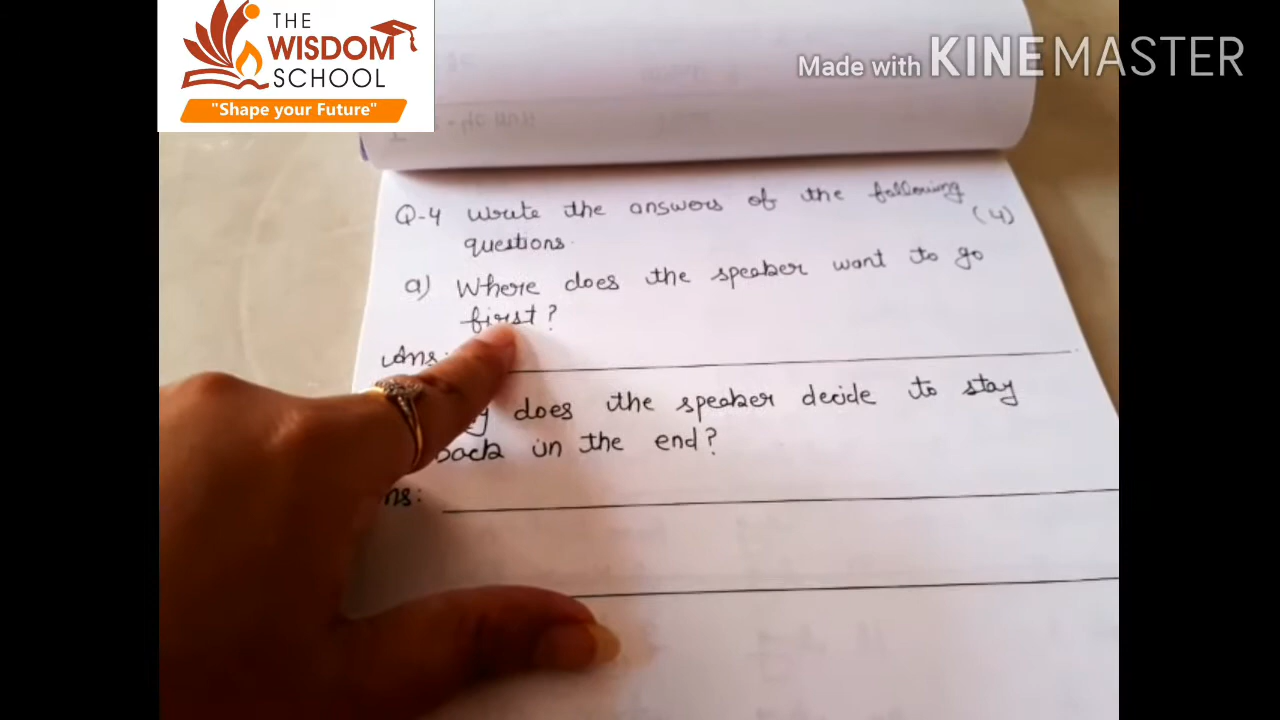 THE
WISDOM
SCHOOL
"Shape your Future"
Made with KINEMASTER
Q-4 Write the answers of the following
(4)
questions.
a) Where does the speaker want to go
first?
Ans:
does the speaker decide to stay
back in the end?